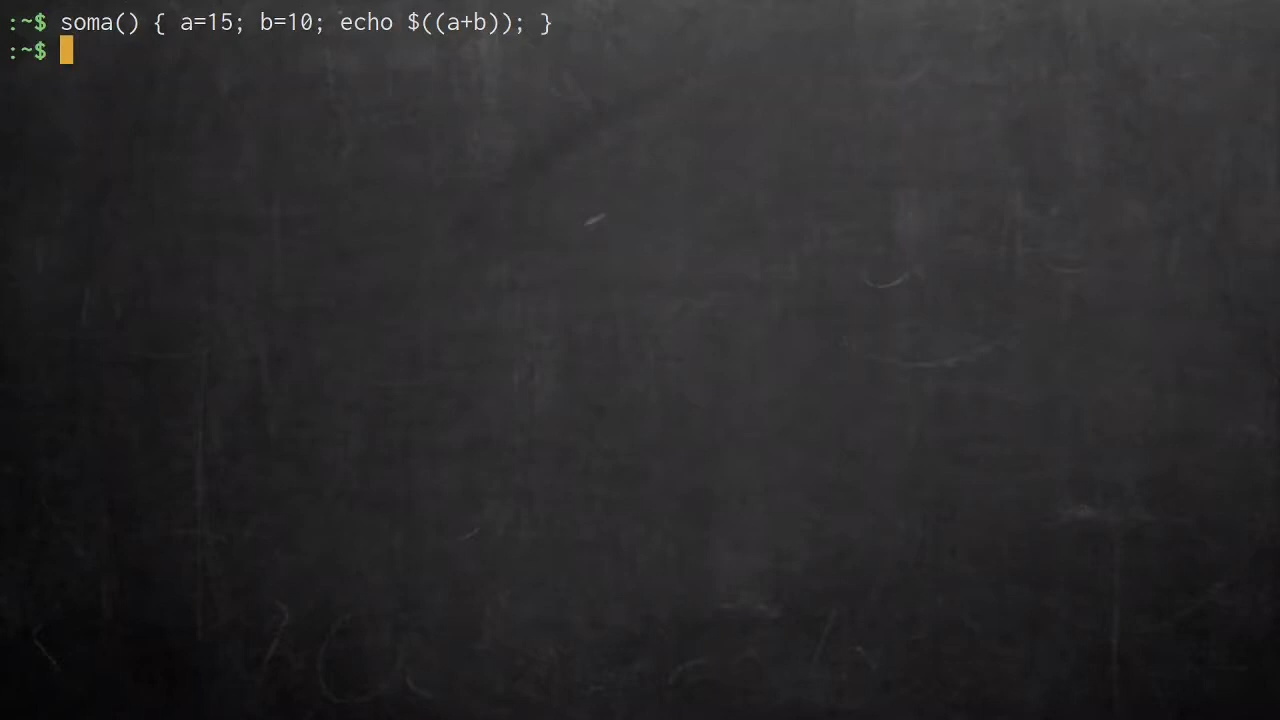 :~$ soma() { a=15; b=10; echo $((a+b)); }
:~$